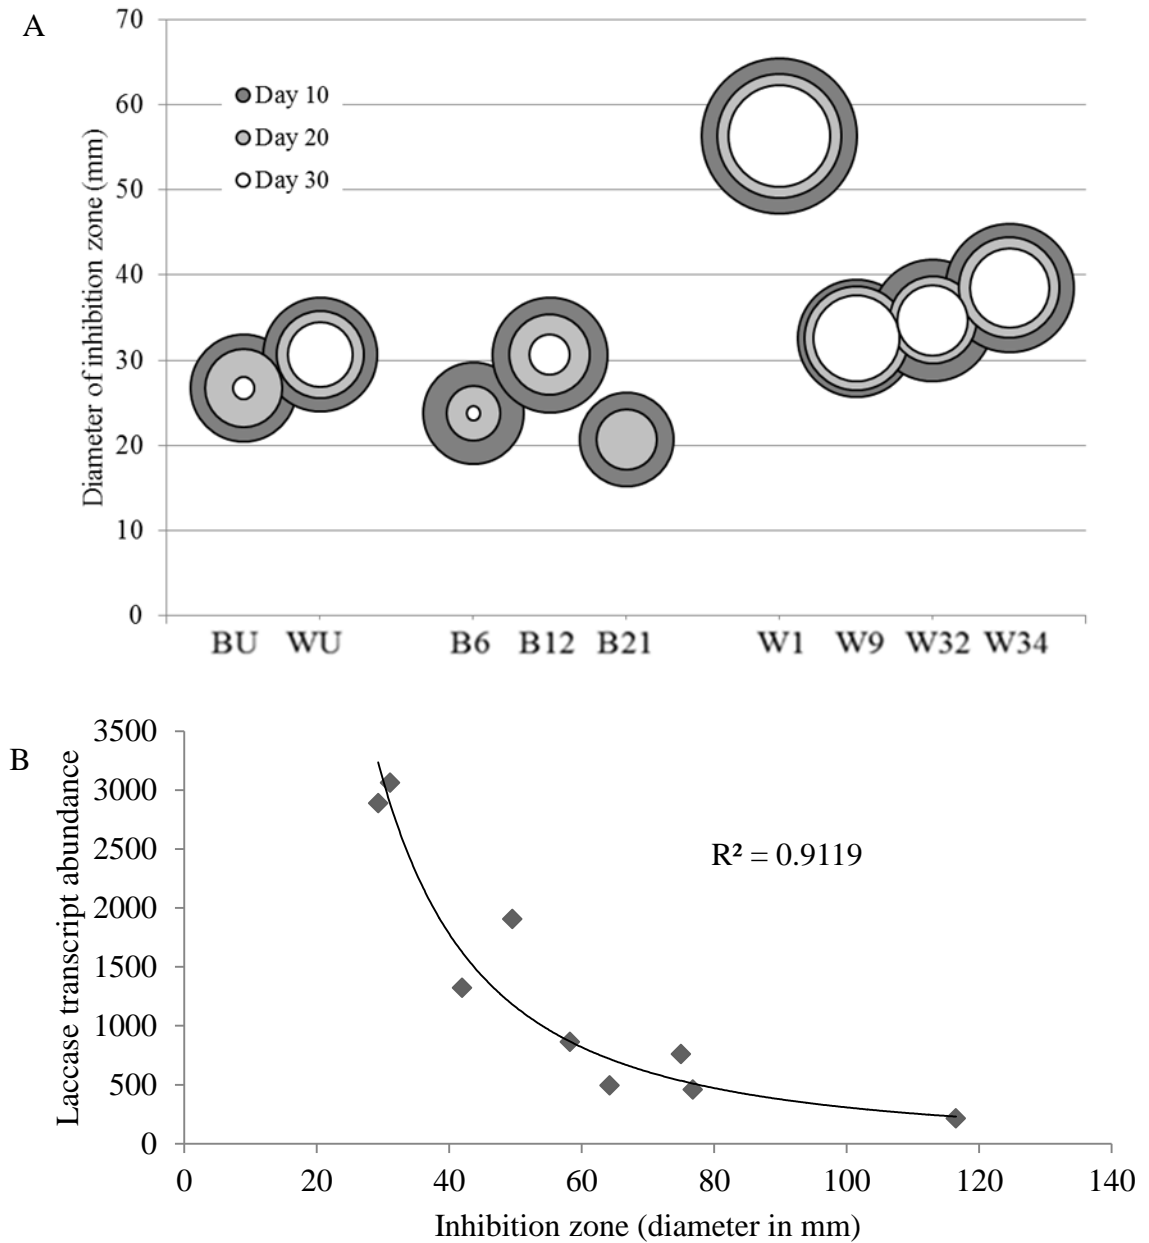 A
70
60
50
40
30
20
10
0
Diameter of inhibition zone (mm)
Day 10
Day 20
Day 30
BU WU B6 B12 B21 W1 W9 W32 W34
B
3500
3000
2500
2000
1500
1000
500
0
Laccase transcript abundance
R² = 0.9119
0 20 40 60 80 100 120 140
Inhibition zone (diameter in mm)